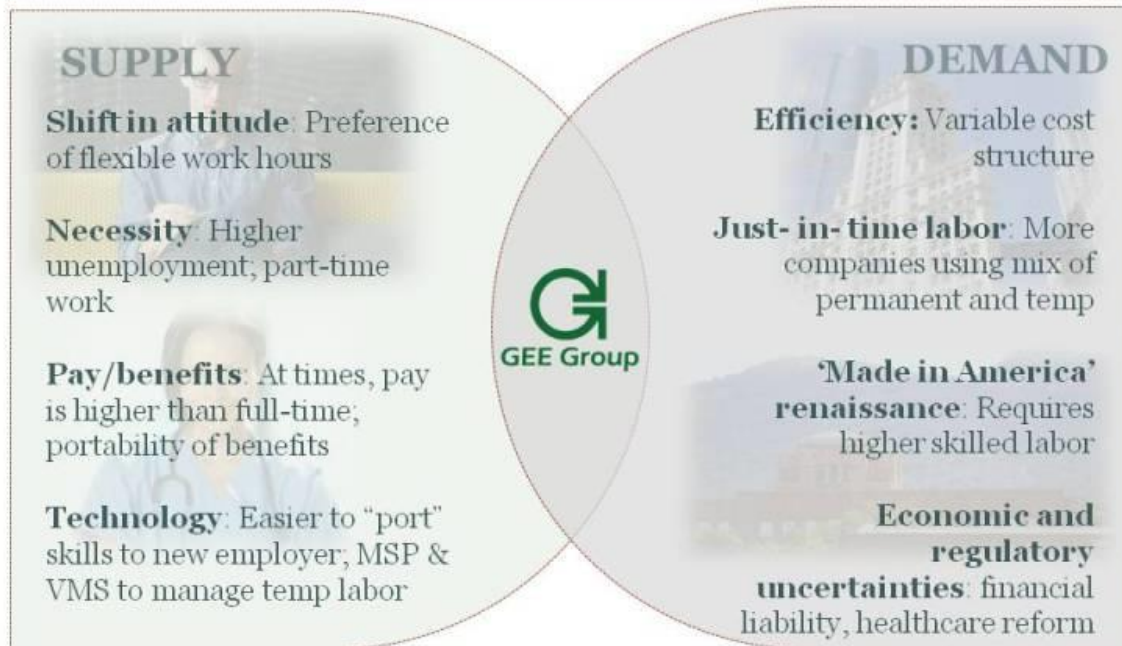 SUPPLY
Shift in attitude: Preference
of flexible work hours
Necessity: Higher
unemployment; part-time
work
Pay/benefits: At times, pay
is higher than full-time;
portability of benefits
Technology: Easier to “port”
skills to new employer; MSP &
VMS to manage temp labor
GEE Group
DEMAND
Efficiency: Variable cost
structure
Just- in- time labor: More
companies using mix of
permanent and temp
‘Made in America’
renaissance: Requires
higher skilled labor
Economic and
regulatory
uncertainties: financial
liability, healthcare reform